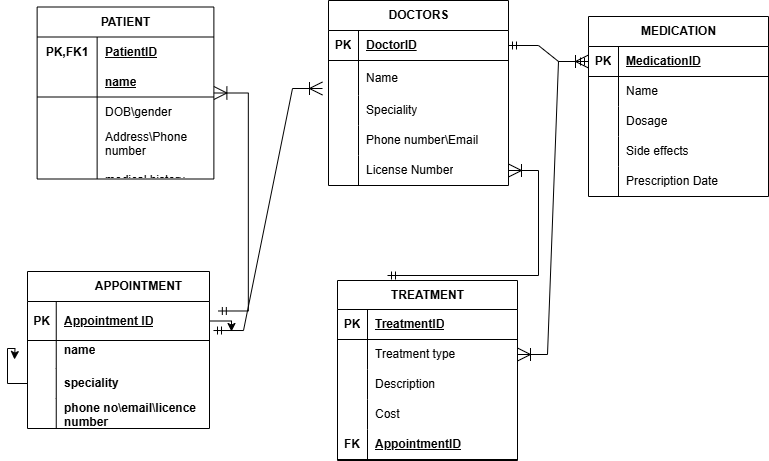 PATIENT
PK,FK1 PatientID
name
DOB\gender
Address\Phone
number
medical history
DOCTORS
PK DoctorID
Name
Speciality
Phone number\Email
License Number
MEDICATION
PK MedicationID
Name
Dosage
Side effects
Prescription Date
APPOINTMENT
PK Appointment ID
name
speciality
phone no\email\licence
number
TREATMENT
PK TreatmentID
Treatment type
Description
Cost
FK AppointmentID